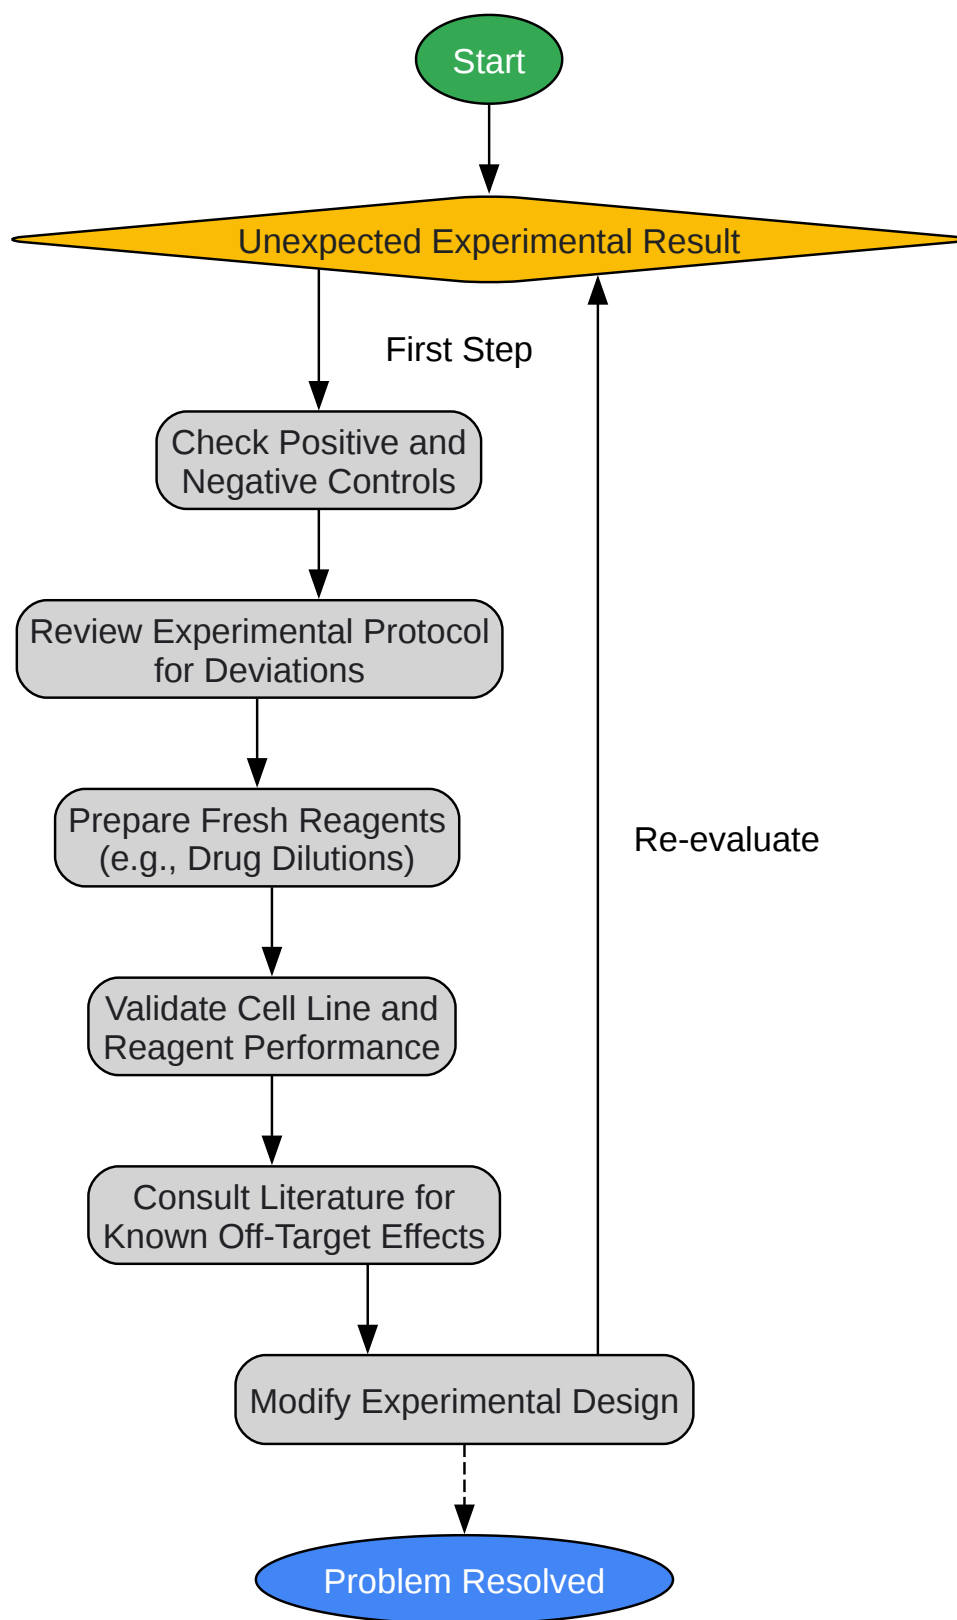 Start
Unexpected Experimental Result
First Step
Check Positive and
Negative Controls
Review Experimental Protocol
for Deviations
Prepare Fresh Reagents
(e.g., Drug Dilutions)
Re-evaluate
Validate Cell Line and
Reagent Performance
Consult Literature for
Known Off-Target Effects
Modify Experimental Design
Problem Resolved